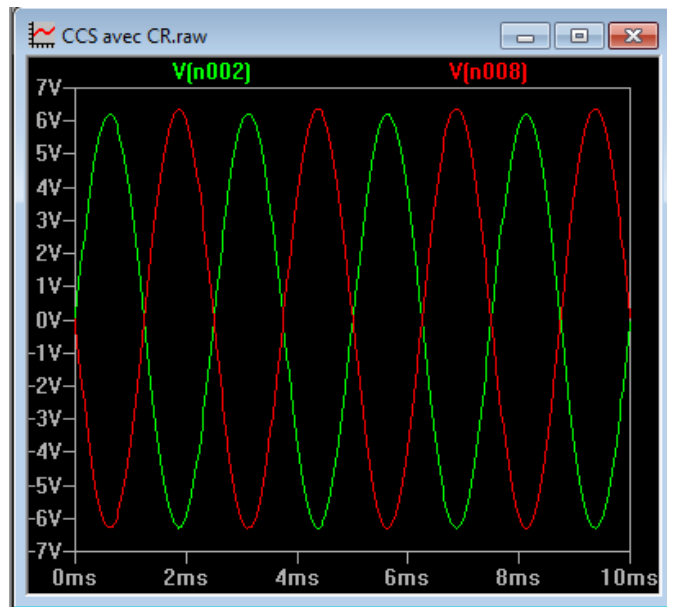 CCS avec CR.raw
V(n002) V(n008)
7V
6V
5V
4V
3V
2V
1V
0V
-1V
-2V
-3V
-4V
-5V
-6V
-7V
0ms 2ms 4ms 6ms 8ms 10ms